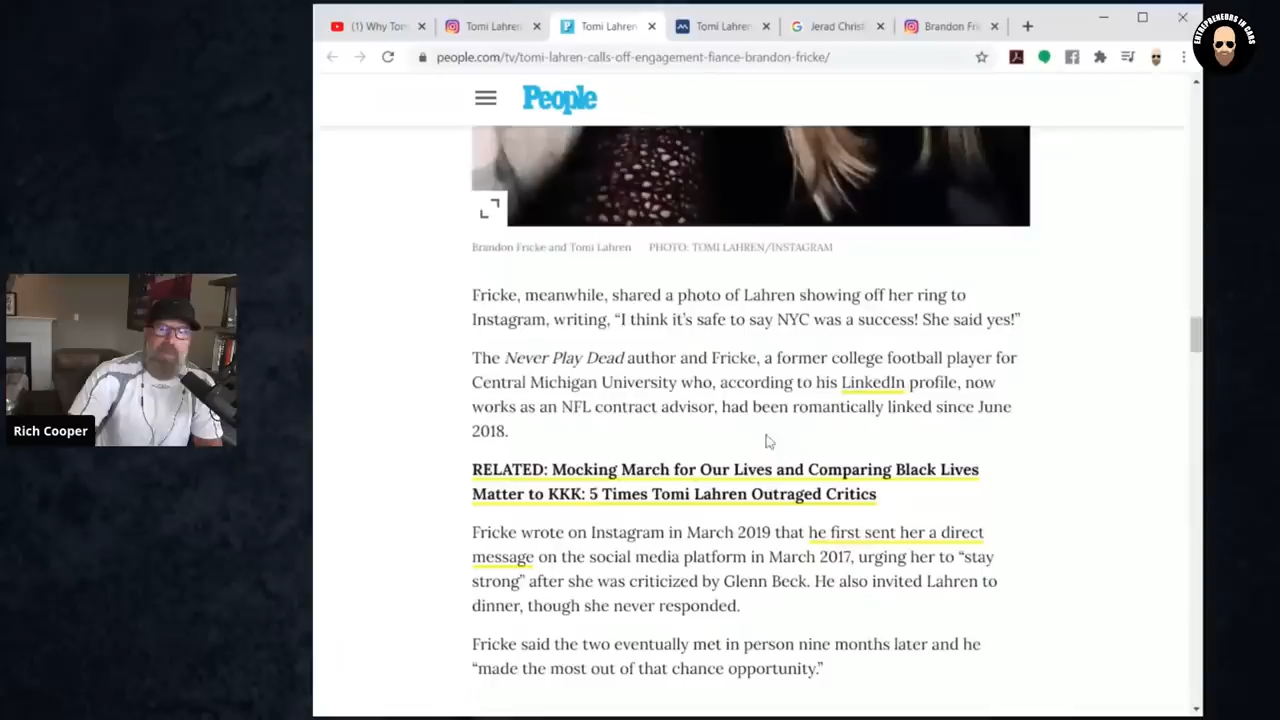 (1) Why Tom
Tomi Lahren
Tomi Lahren
Tomi Lahren
Jerad Christ
Brandon Fri
ENTREPRENEURS IN CARS
people.com/tv/tomi-lahren-calls-off-engagement-fiance-brandon-fricke/
People
Brandon Fricke and Tomi Lahren PHOTO: TOMI LAHREN/INSTAGRAM
Fricke, meanwhile, shared a photo of Lahren showing off her ring to
Instagram, writing, “I think it’s safe to say NYC was a success! She said yes!”
The Never Play Dead author and Fricke, a former college football player for
Central Michigan University who, according to his LinkedIn profile, now
works as an NFL contract advisor, had been romantically linked since June
2018.
RELATED: Mocking March for Our Lives and Comparing Black Lives
Matter to KKK: 5 Times Tomi Lahren Outraged Critics
Fricke wrote on Instagram in March 2019 that he first sent her a direct
message on the social media platform in March 2017, urging her to “stay
strong” after she was criticized by Glenn Beck. He also invited Lahren to
dinner, though she never responded.
Fricke said the two eventually met in person nine months later and he
“made the most out of that chance opportunity.”
Rich Cooper